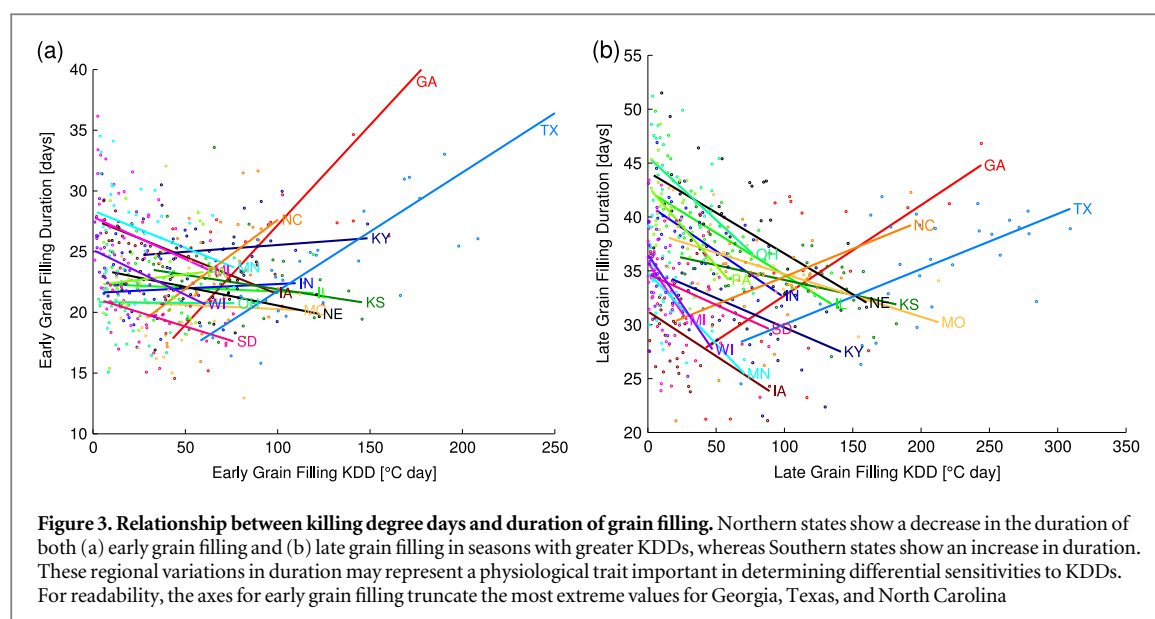 (a)
40
35
30
25
20
15
10
0
50
100
150
200
250
Early Grain Filling Duration [days]
Early Grain Filling KDD [°C day]
GA
TX
NC
KY
MN
IN
IA
IL
KS
WI
MO
NE
SD
(b)
55
50
45
40
35
30
25
20
0
50
100
150
200
250
300
350
Late Grain Filling Duration [days]
Late Grain Filling KDD [°C day]
GA
TX
NC
OH
PA
IN
IL
NE
KS
MO
MI
SD
WI
KY
MN
IA
Figure 3. Relationship between killing degree days and duration of grain filling. Northern states show a decrease in the duration of
both (a) early grain filling and (b) late grain filling in seasons with greater KDDs, whereas Southern states show an increase in duration.
These regional variations in duration may represent a physiological trait important in determining differential sensitivities to KDDs.
For readability, the axes for early grain filling truncate the most extreme values for Georgia, Texas, and North Carolina